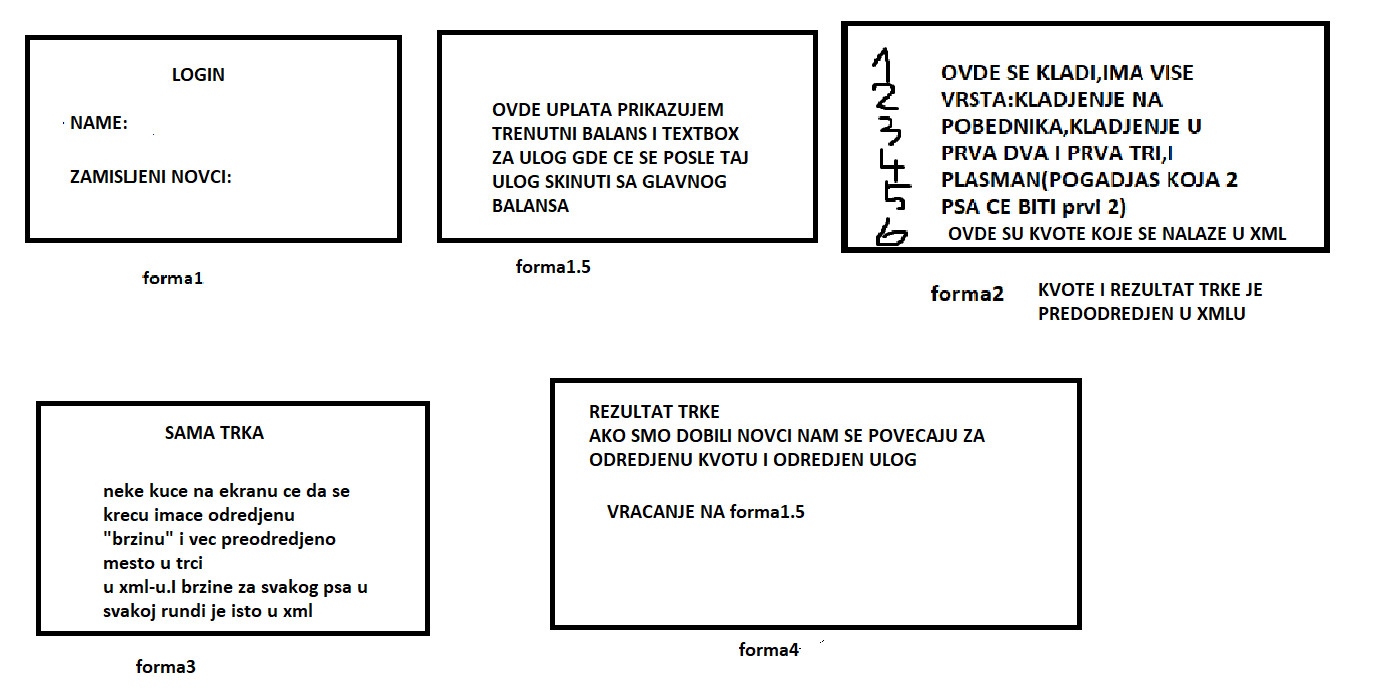 LOGIN
NAME:
ZAMISLJENI NOVCI:
forma1
OVDE UPLATA PRIKAZUJEM
TRENUTNI BALANS I TEXTBOX
ZA ULOG GDE CE SE POSLE TAJ
ULOG SKINUTI SA GLAVNOG
BALANSA
forma1.5
1
2
3
4
5
6
OVDE SE KLADI,IMA VISE
VRSTA:KLADJENJE NA
POBEDNIKA,KLADJENJE U
PRVA DVA I PRVA TRI,I
PLASMAN(POGADJAS KOJA 2
PSA CE BITI prvI 2)
OVDE SU KVOTE KOJE SE NALAZE U XML
forma2
KVOTE I REZULTAT TRKE JE
PREDODREDJEN U XMLU
SAMA TRKA
neke kuce na ekranu ce da se
krecu imace odredjenu
"brzinu" i vec preodredjeno
mesto u trci
u xml-u.I brzine za svakog psa u
svakoj rundi je isto u xml
forma3
REZULTAT TRKE
AKO SMO DOBILI NOVCI NAM SE POVECAJU ZA
ODREDJENU KVOTU I ODREDJEN ULOG
VRACANJE NA forma1.5
forma4